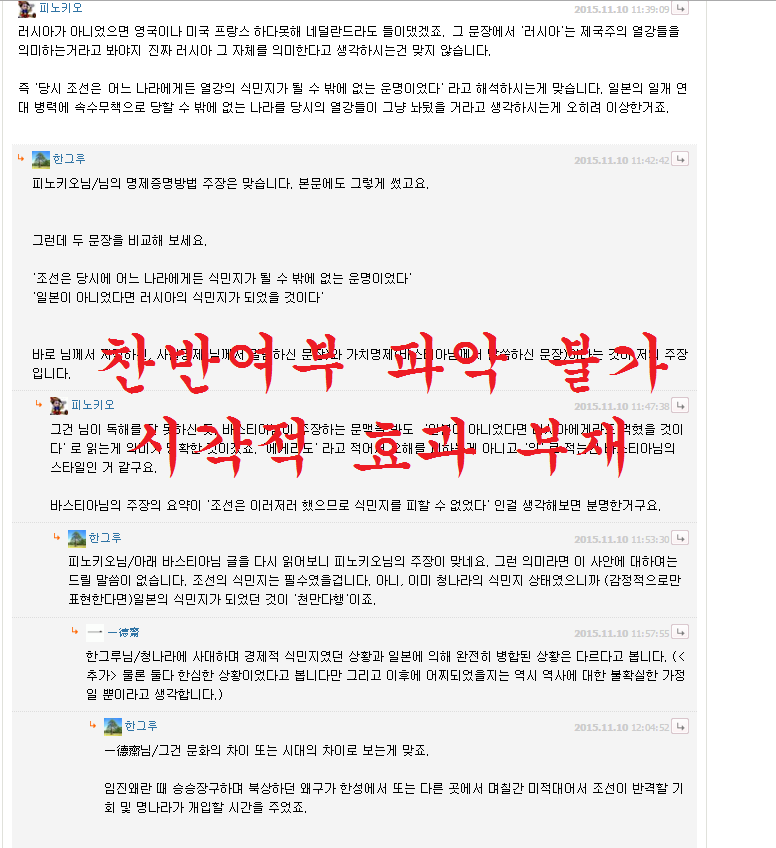 피노키오
2015.11.10 11:39:09
러시아가 아니었으면 영국이나 미국 프랑스 하다못해 네덜란드라도 들이댔겠죠. 그 문장에서 '러시아'는 제국주의 열강들을
의미하는거라고 봐야지 진짜 러시아 그 자체를 의미한다고 생각하시는건 맞지 않습니다.
즉 '당시 조선은 어느 나라에게든 열강의 식민지가 될 수 밖에 없는 운명이었다' 라고 해석하시는게 맞습니다. 일본의 일개 연
대 병력에 속수무책으로 당할 수 밖에 없는 나라를 당시의 열강들이 그냥 놔뒀을 거라고 생각하시는게 오히려 이상한거죠.
한그루
2015.11.10 11:42:42
피노키오님/님의 명제증명방법 주장은 맞습니다. 본문에도 그렇게 썼고요.
그런데 두 문장을 비교해 보세요.
'조선은 당시에 어느 나라에게든 식민지가 될 수 밖에 없는 운명이었다'
'일본이 아니었다면 러시아의 식민지가 되었을 것이다'
찬반여부 파악 불가
바로 님께서 님께서 문장)와 가치명제(바스티아님께서 말씀하신 문장)이라는 것이 저의 주장
입니다.
피노키오
2015.11.10 11:47:38
시각적 효과 부재
그건 님이 독해를 잘 못하신 듯. 바스티아님이 주장하는 문맥을 봐도 아니었다면 먹혔을 것이
다' 로 읽는게 의미가 명확한 것이겠죠. 라고 적어서 오해를 아니고 바스티아님의
스타일인 거 같구요.
바스티아님의 주장의 요약이 '조선은 이러저러 했으므로 식민지를 피할 수 없었다' 인걸 생각해보면 분명한거구요.
한그루
2015.11.10 11:53:30
피노키오님/아래 바스티아님 글을 다시 읽어보니 피노키오님의 주장이 맞네요. 그런 의미라면 이 사안에 대하여는
드릴 말씀이 없습니다. 조선의 식민지는 필수였을겁니다. 아니, 이미 청나라의 식민지 상태였으니까 (감정적으로만
표현한다면)일본의 식민지가 되었던 것이 '천만다행'이죠.
一德齋
2015.11.10 11:57:55
한그루님/청나라에 사대하며 경제적 식민지였던 상황과 일본에 의해 완전히 병합된 상황은 다르다고 봅니다. (<
추가> 물론 둘다 한심한 상황이었다고 봅니다만 그리고 이후에 어찌되었을지는 역시 역사에 대한 불확실한 가정
일 뿐이라고 생각합니다.)
한그루
2015.11.10 12:04:52
一德齋님/그건 문화의 차이 또는 시대의 차이로 보는게 맞죠.
임진왜란 때 승승장구하며 북상하던 왜구가 한성에서 또는 다른 곳에서 며칠간 미적대어서 조선이 반격할 기
회 및 명나라가 개입할 시간을 주었죠.